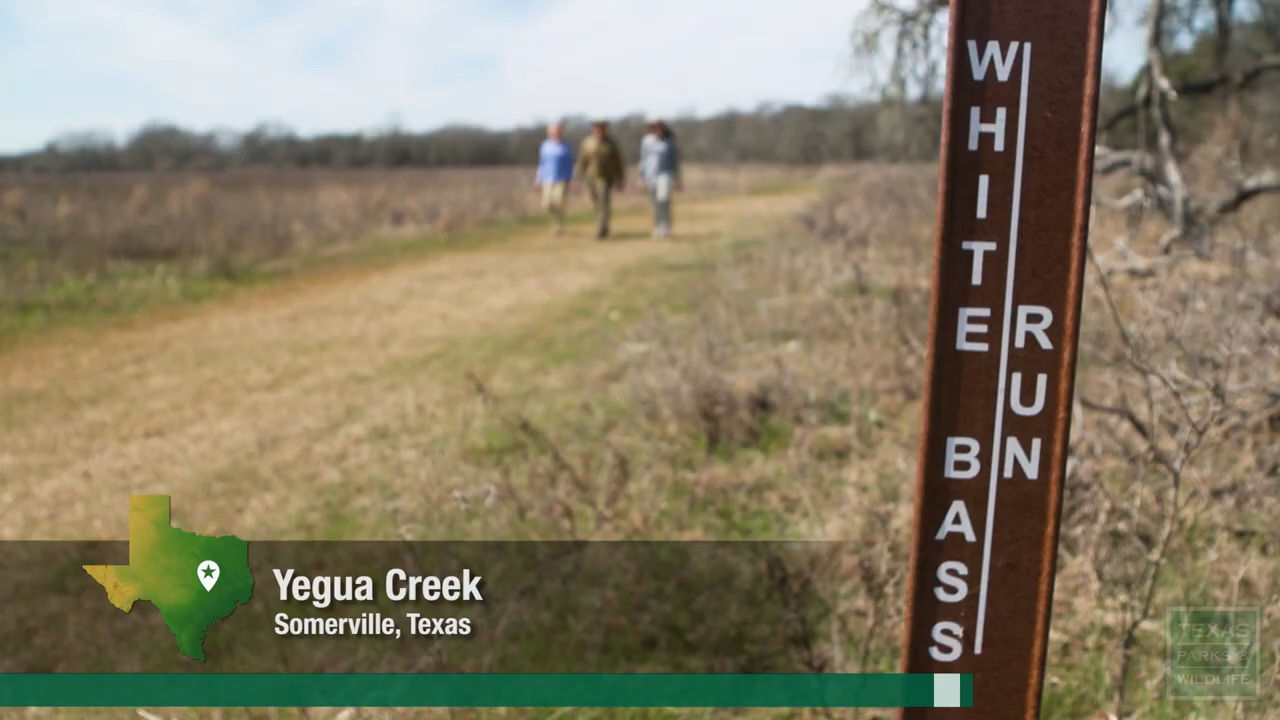 WHITE BASS
RUN
Yegua Creek
Somerville, Texas
TEXAS
PARKS &
WILDLIFE